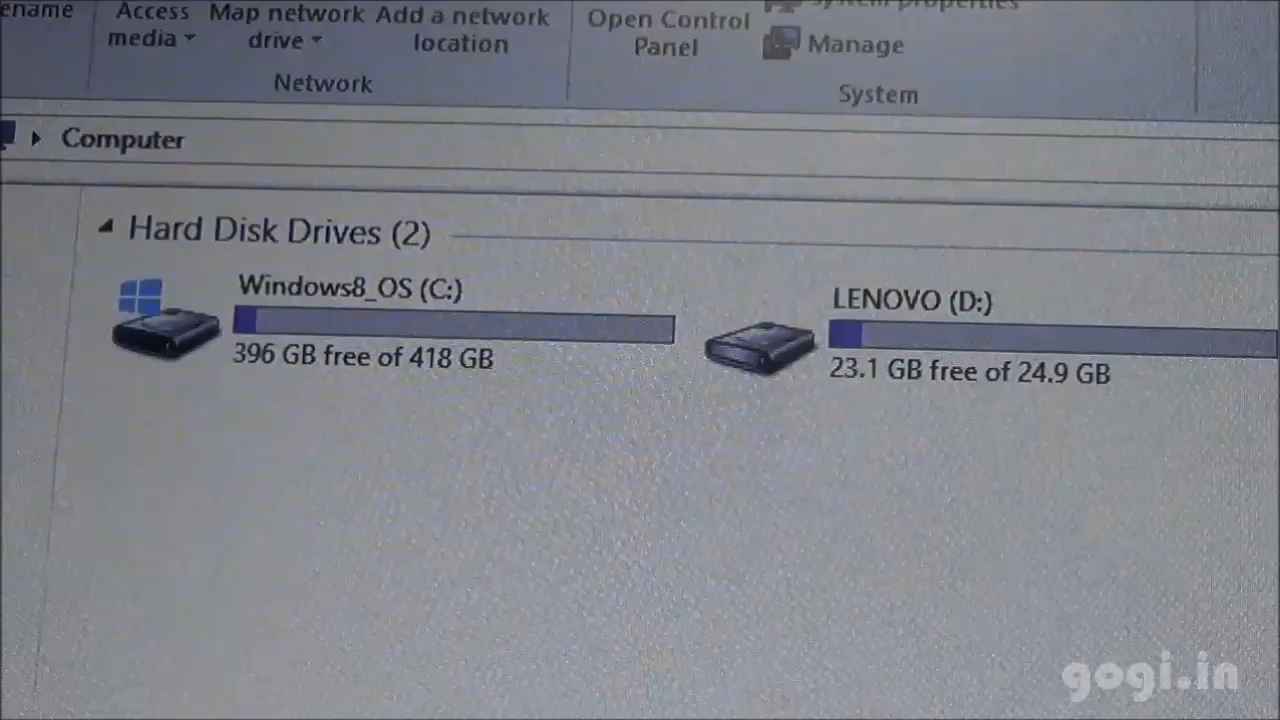 ename
Access
media
Map network
drive
Add a network
location
Network
Open Control
Panel
System properties
Manage
System
Computer
Hard Disk Drives (2)
Windows8_OS (C:)
396 GB free of 418 GB
LENOVO (D:)
23.1 GB free of 24.9 GB
gogi.in